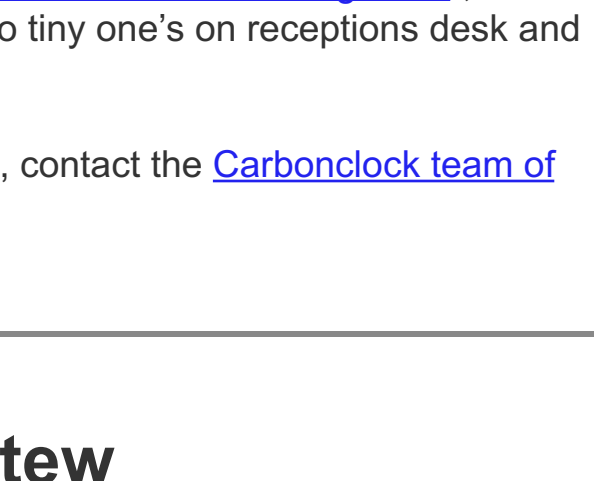 o tiny one’s on receptions desk and
, contact the Carbonclock team of
tew